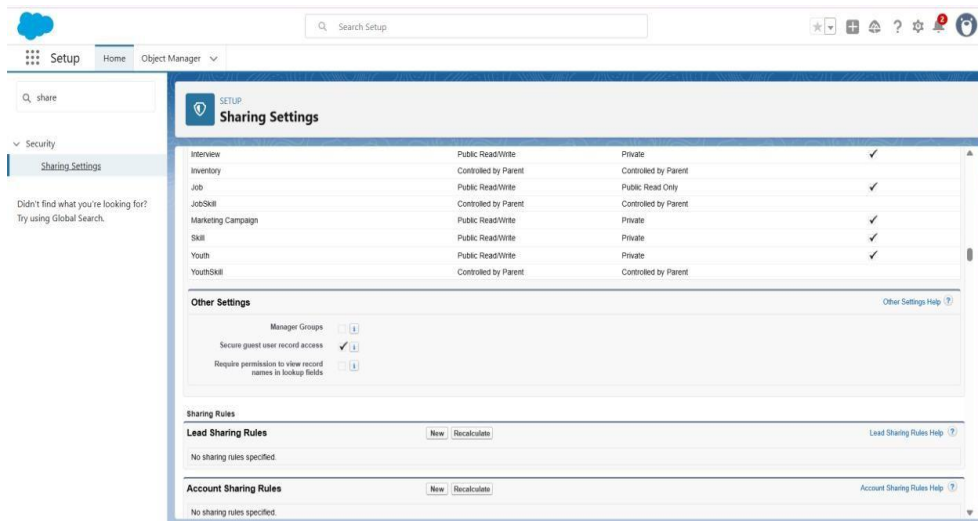 Search Setup
2
Setup Home Object Manager
share
SETUP
Sharing Settings
Security
Sharing Settings
Didn't find what you're looking for?
Try using Global Search.
Interview Public Read/Write Private
Inventory Controlled by Parent Controlled by Parent
Job Public Read/Write Public Read Only
JobSkill Controlled by Parent Controlled by Parent
Marketing Campaign Public Read/Write Private
Skill Public Read/Write Private
Youth Public Read/Write Private
YouthSkill Controlled by Parent Controlled by Parent
Other Settings Other Settings Help ?
Manager Groups i
Secure guest user record access i
Require permission to view record i
names in lookup fields
Sharing Rules
Lead Sharing Rules New Recalculate Lead Sharing Rules Help ?
No sharing rules specified.
Account Sharing Rules New Recalculate Account Sharing Rules Help ?
No sharing rules specified.